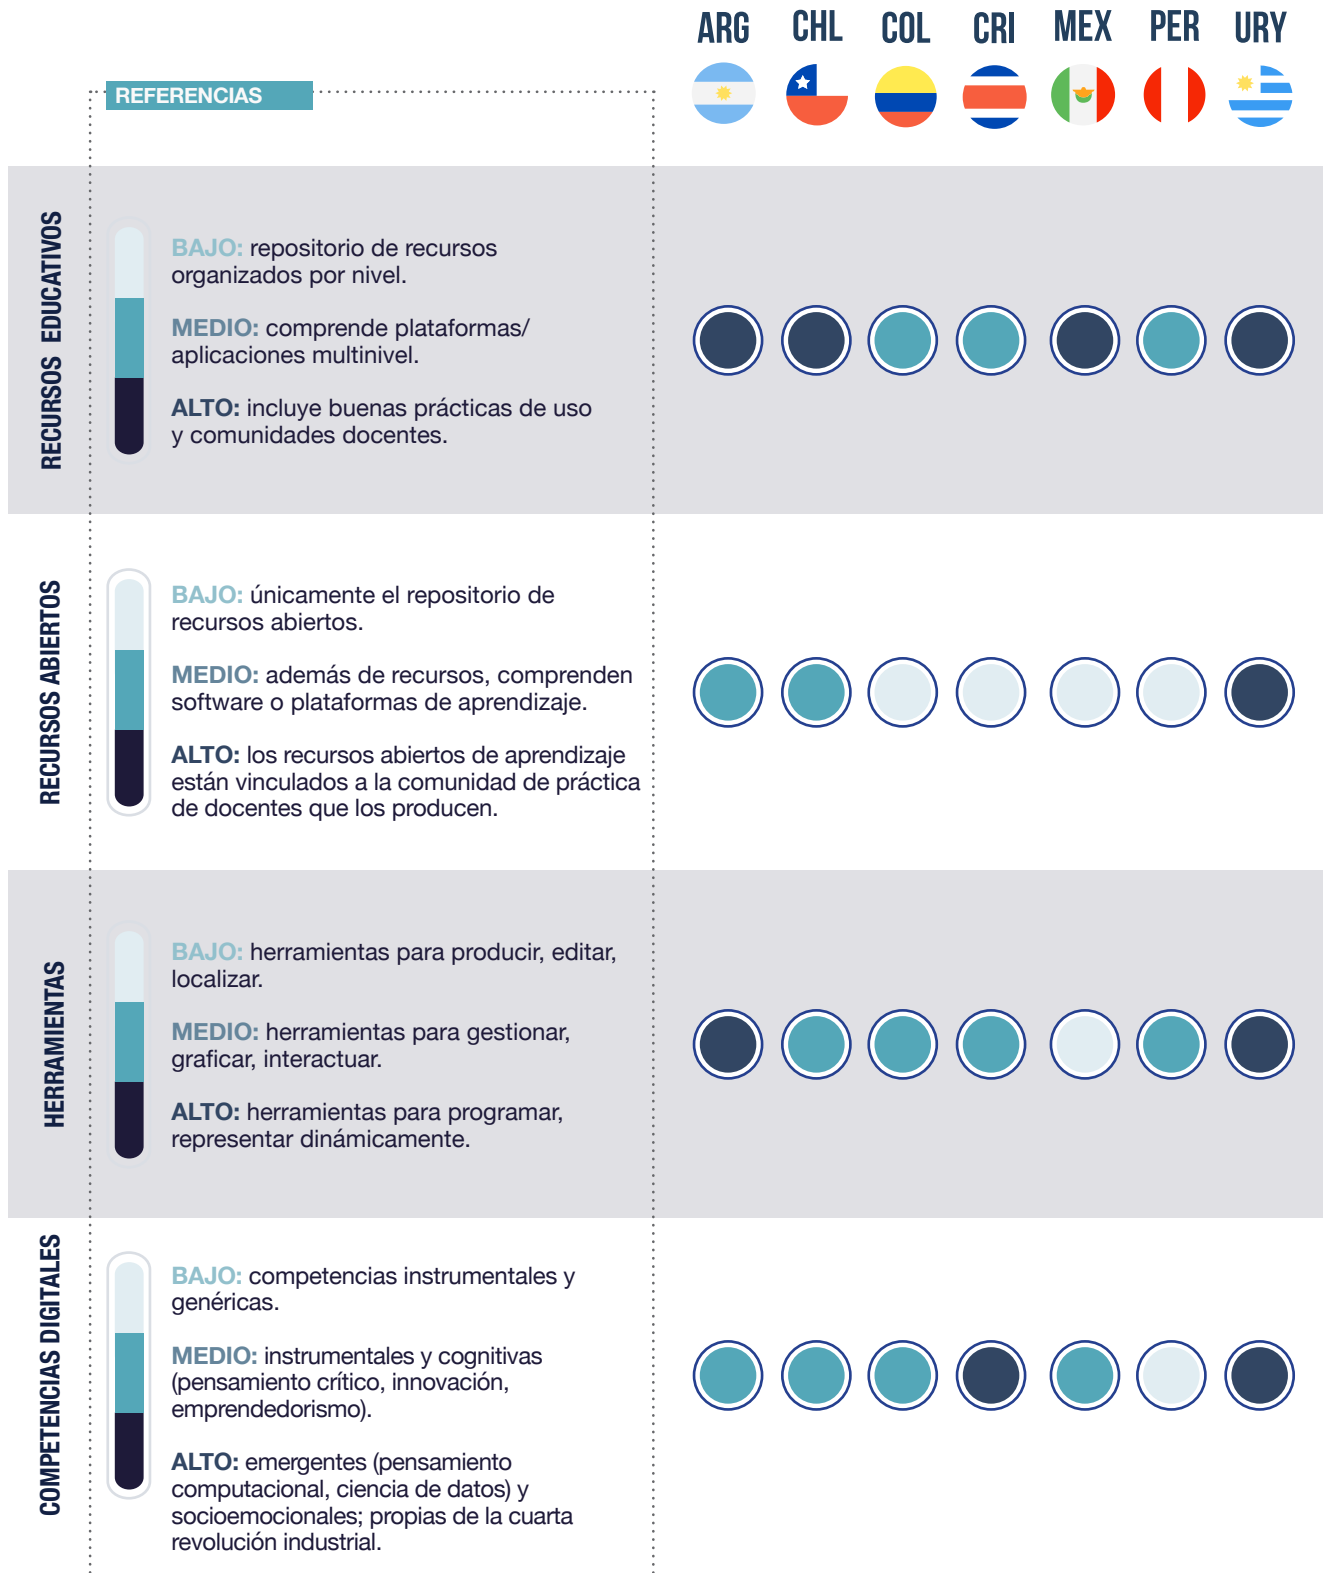 ARG CHL COL CRI MEX PER URY
REFERENCIAS
RECURSOS EDUCATIVOS
BAJO: repositorio de recursos
organizados por nivel.
MEDIO: comprende plataformas/
aplicaciones multinivel.
ALTO: incluye buenas prácticas de uso
y comunidades docentes.
RECURSOS ABIERTOS
BAJO: únicamente el repositorio de
recursos abiertos.
MEDIO: además de recursos, comprenden
software o plataformas de aprendizaje.
ALTO: los recursos abiertos de aprendizaje
están vinculados a la comunidad de práctica
de docentes que los producen.
HERRAMIENTAS
BAJO: herramientas para producir, editar,
localizar.
MEDIO: herramientas para gestionar,
graficar, interactuar.
ALTO: herramientas para programar,
representar dinámicamente.
COMPETENCIAS DIGITALES
BAJO: competencias instrumentales y
genéricas.
MEDIO: instrumentales y cognitivas
(pensamiento crítico, innovación,
emprendedorismo).
ALTO: emergentes (pensamiento
computacional, ciencia de datos) y
socioemocionales; propias de la cuarta
revolución industrial.